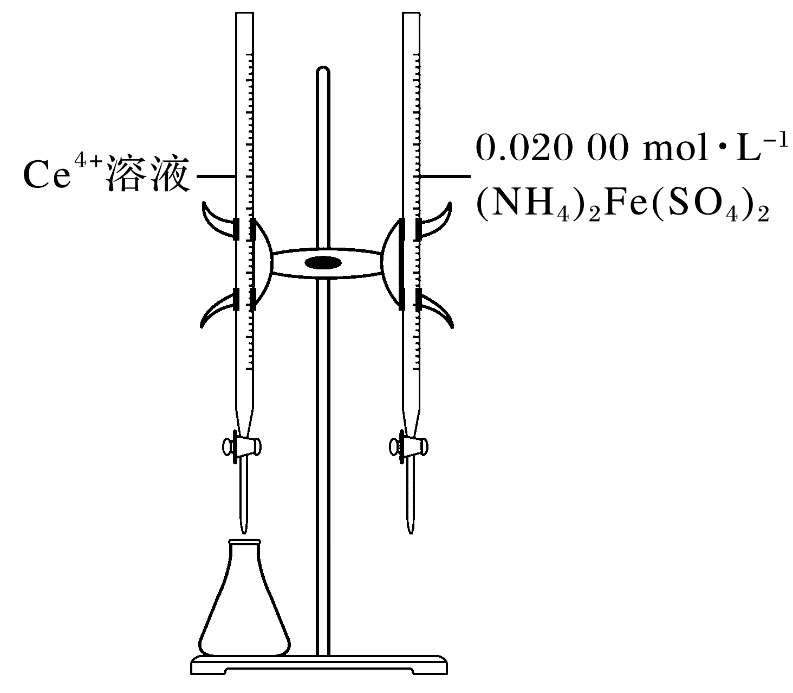 Ce⁴⁺溶液
0.020 00 mol·L⁻¹
(NH₄)₂Fe(SO₄)₂